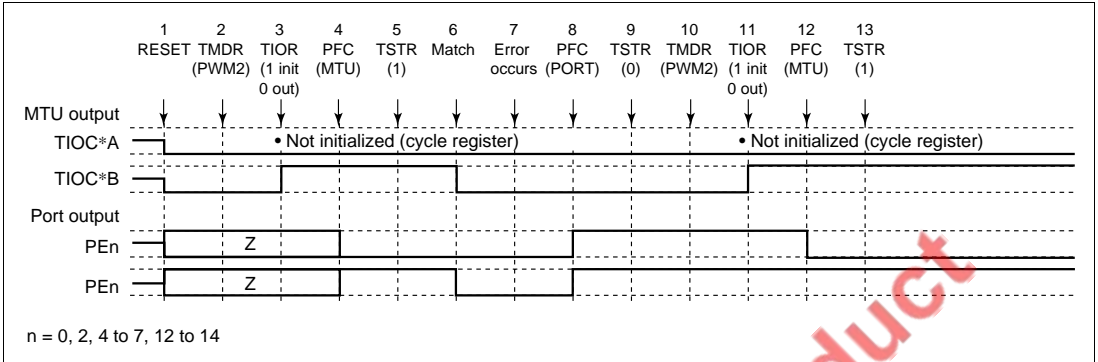 1 2 3 4 5 6 7 8 9 10 11 12 13
RESET TMDR TIOR PFC TSTR Match Error PFC TSTR TMDR TIOR PFC TSTR
(PWM2) (1 init (MTU) (1) occurs (PORT) (0) (PWM2) (1 init (MTU) (1)
0 out) 0 out)
MTU output
TIOC*A • Not initialized (cycle register) • Not initialized (cycle register)
TIOC*B
Port output
PEn Z
PEn Z
n = 0, 2, 4 to 7, 12 to 14
duct